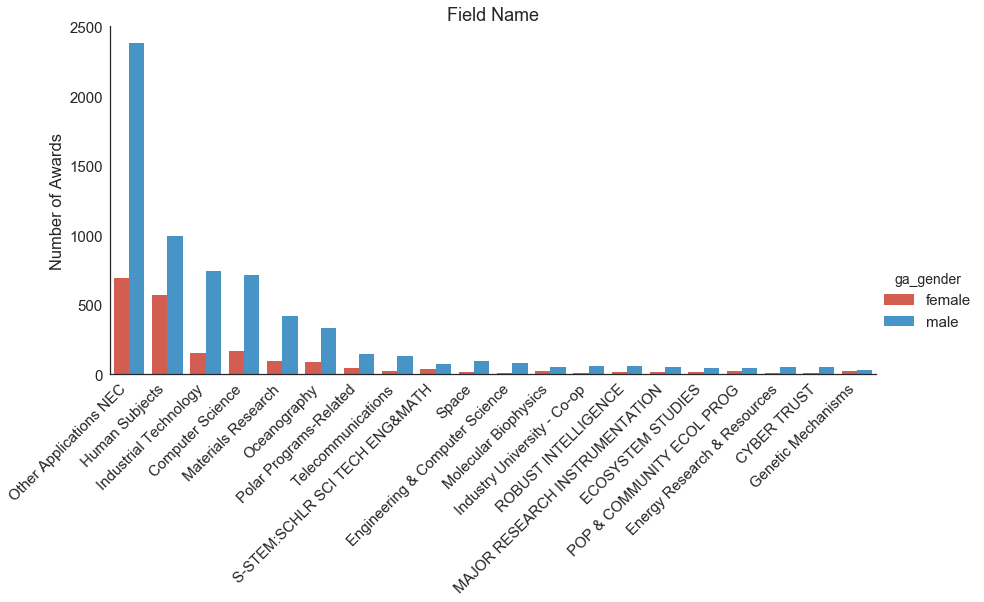 Field Name
Number of Awards
2500
2000
1500
1000
500
0
Other Applications NEC
Human Subjects
Industrial Technology
Computer Science
Materials Research
Oceanography
Polar Programs-Related
Telecommunications
S-STEM:SCHLR SCI TECH ENG&MATH
Space
Engineering & Computer Science
Molecular Biophysics
Industry University - Co-op
ROBUST INTELLIGENCE
MAJOR RESEARCH INSTRUMENTATION
ECOSYSTEM STUDIES
POP & COMMUNITY ECOL PROG
Energy Research & Resources
CYBER TRUST
Genetic Mechanisms
ga_gender
female
male